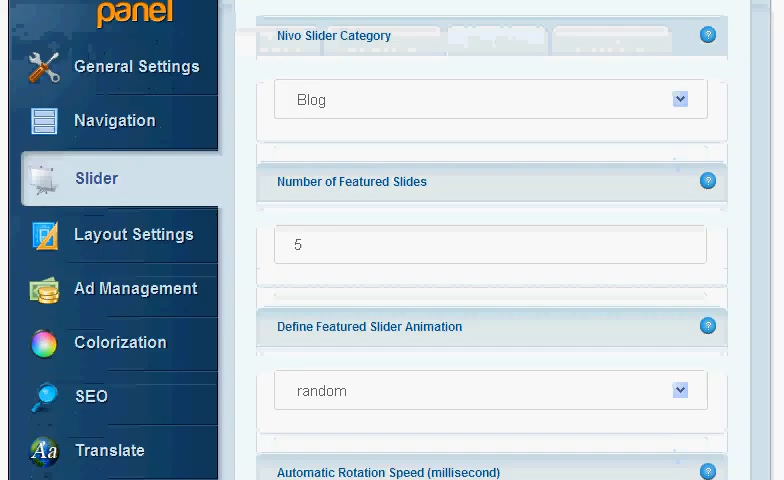 panel
General Settings
Navigation
Slider
Layout Settings
Ad Management
Colorization
SEO
Aa Translate
Nivo Slider Category ?
Blog
Number of Featured Slides ?
5
Define Featured Slider Animation ?
random
Automatic Rotation Speed (millisecond) ?